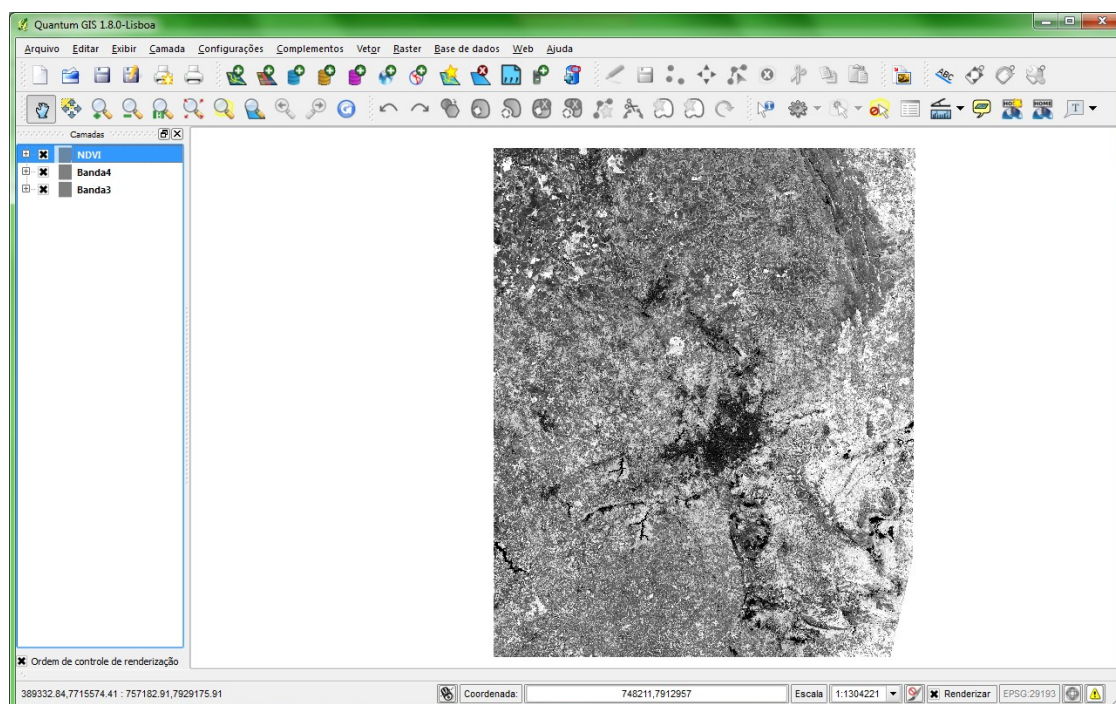 Quantum GIS 1.8.0-Lisboa
Arquivo Editar Exibir Camada Configurações Complementos Vetor Raster Base de dados Web Ajuda
Camadas
NDVI
Banda4
Banda3
Ordem de controle de renderização
389332.84,7715574.41 : 757182.91,7929175.91 Coordenada: 748211,7912957 Escala 1:1304221 Renderizar EPSG:29193